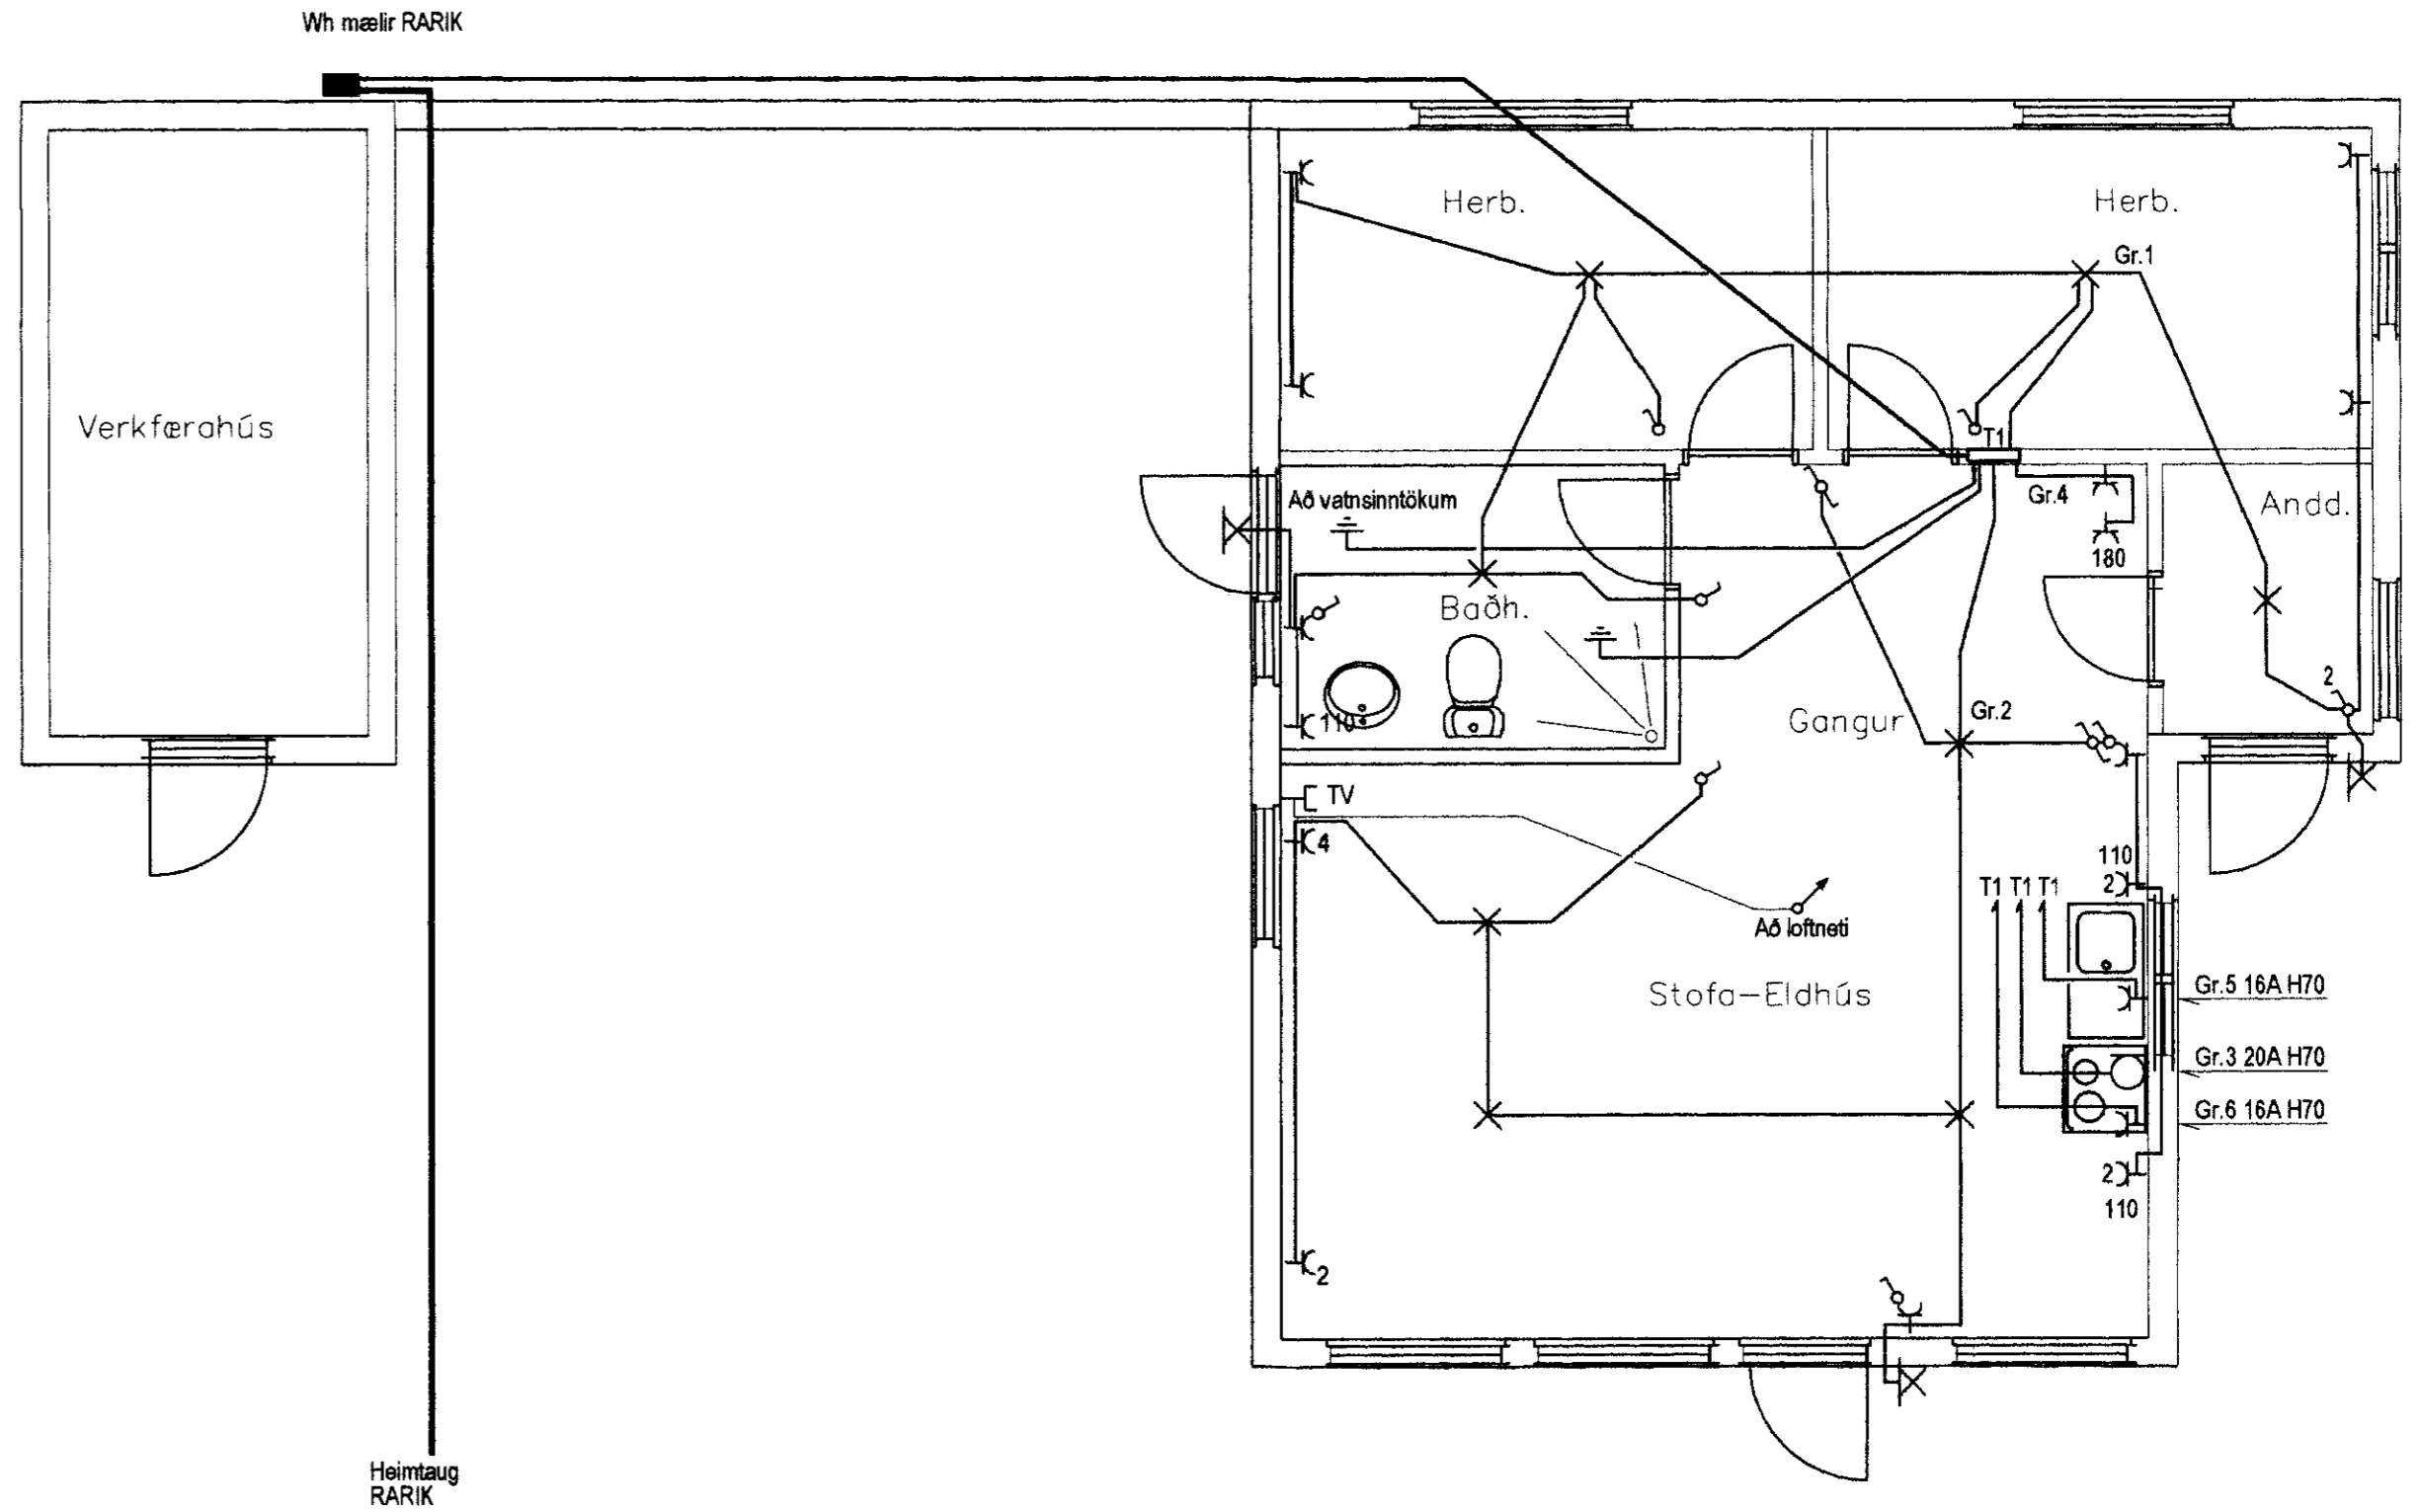 Wh mælir RARIK
Herb.
Herb.
Gr.1
Verkfærahús
T1
Að vatnsinntökum
Gr.4
Andd.
180
Baðh.
2
110
Gangur
Gr.2
TV
4
110
2
T1 T1 T1
Að loftneti
Stofa-Eldhús
Gr.5 16A H70
Gr.3 20A H70
Gr.6 16A H70
2
110
2
Heimtaug
RARIK